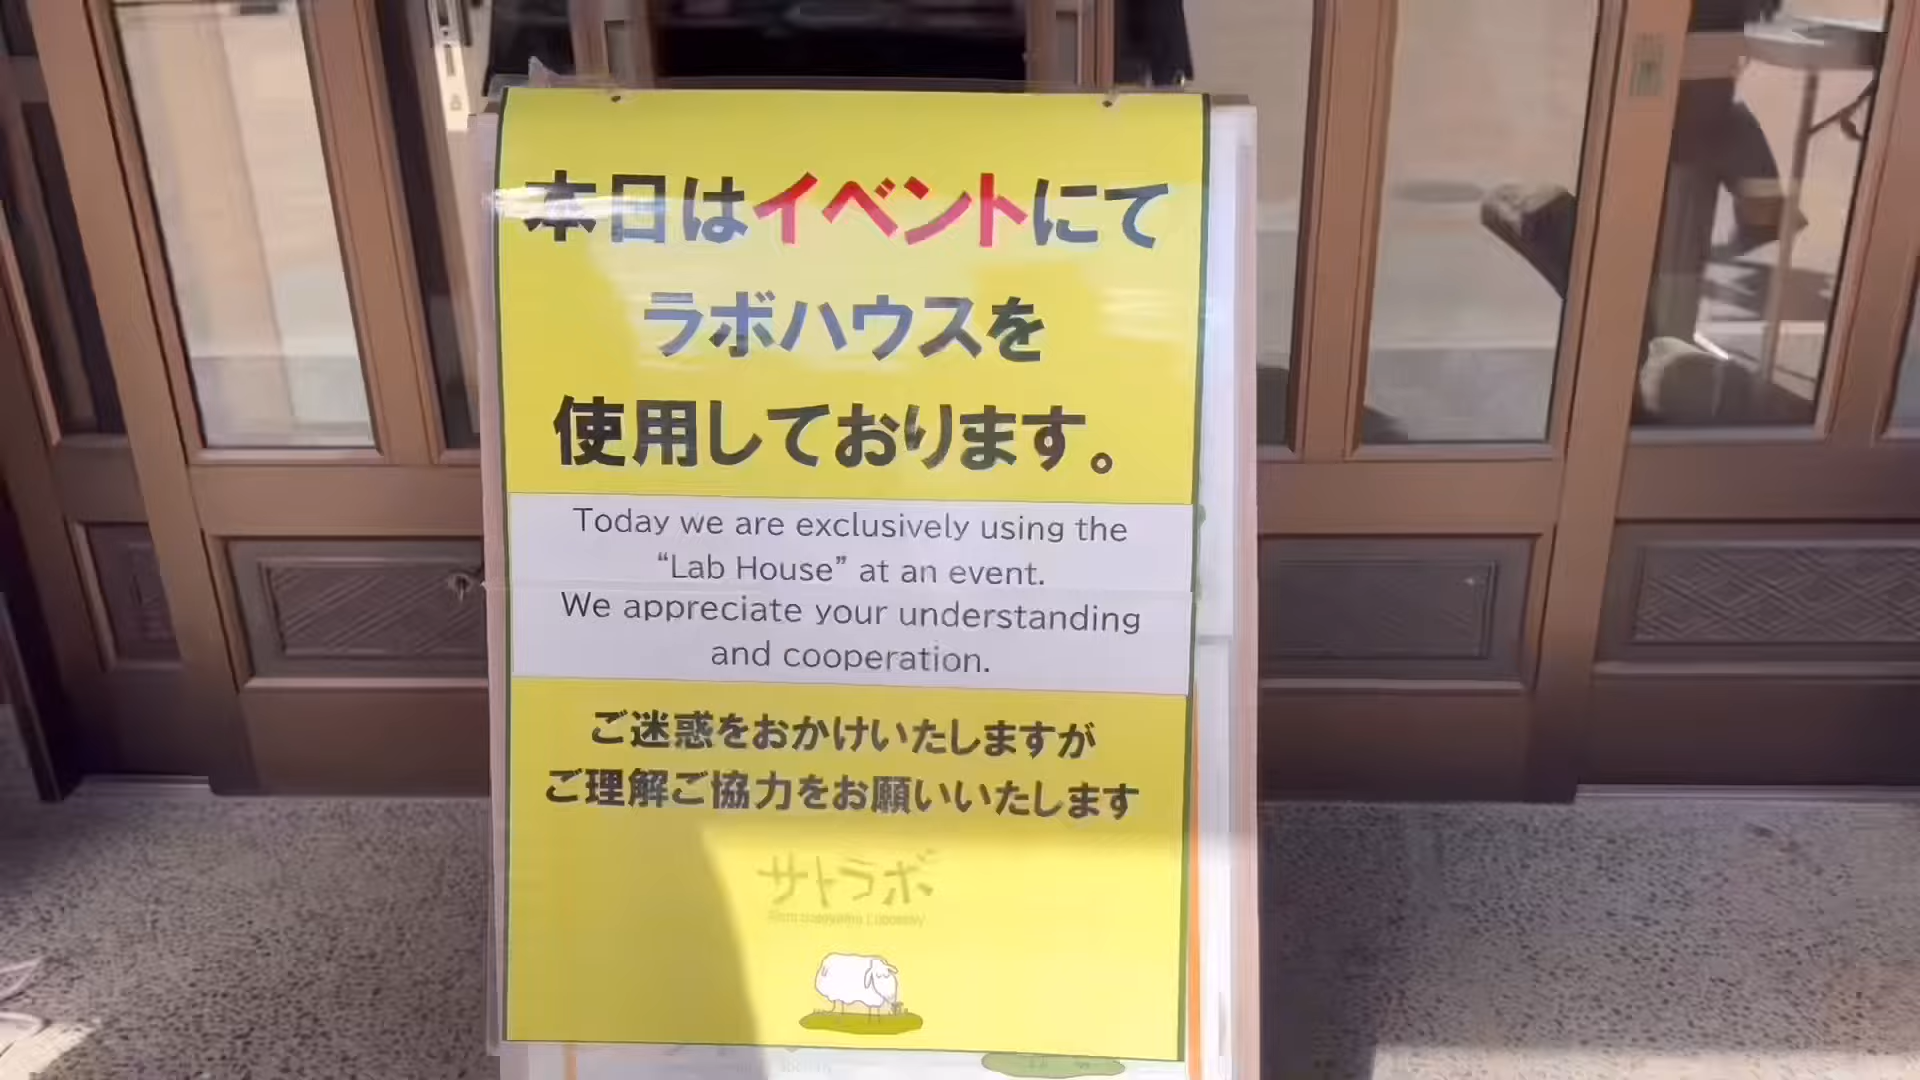 本日はイベントにて
ラボハウスを
使用しております。
Today we are exclusively using the
“Lab House” at an event.
We appreciate your understanding
and cooperation.
ご迷惑をおかけいたしますが
ご理解ご協力をお願いいたします
サトラボ